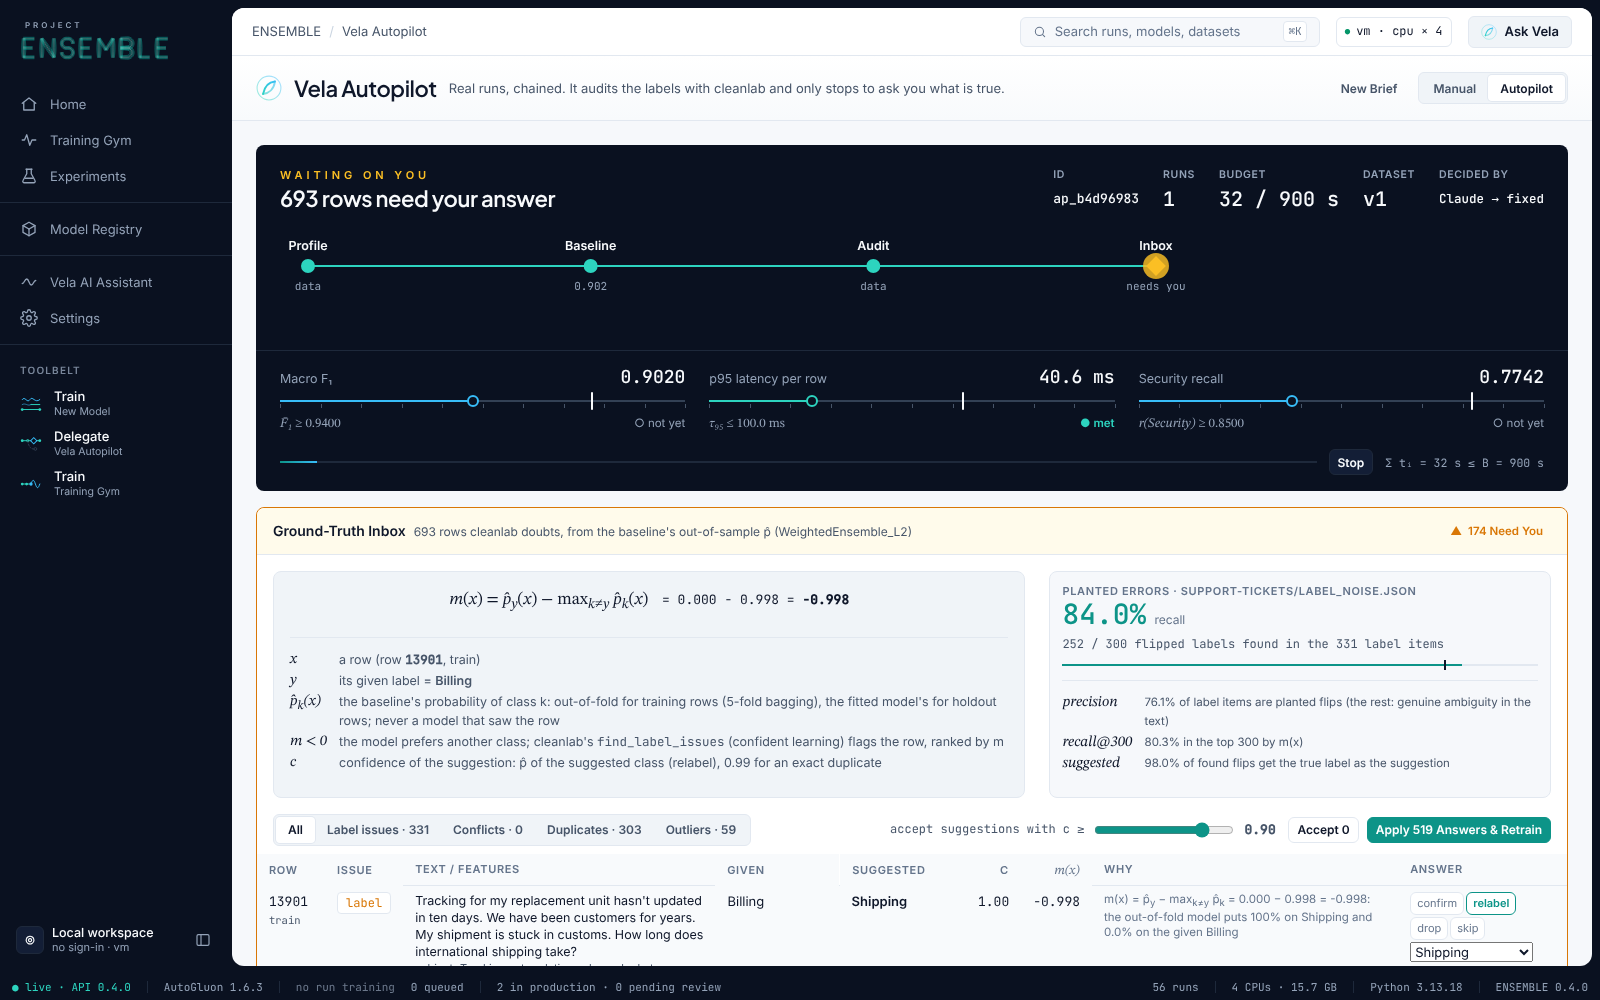 PROJECT
ENSEMBLE
Home
Training Gym
Experiments
Model Registry
Vela AI Assistant
Settings
TOOLBELT
Train
New Model
Delegate
Vela Autopilot
Train
Training Gym
Local workspace
no sign-in · vm
ENSEMBLE / Vela Autopilot
Search runs, models, datasets ⌘K
vm · cpu × 4
Ask Vela
Vela Autopilot Real runs, chained. It audits the labels with cleanlab and only stops to ask you what is true.
New Brief
Manual
Autopilot
WAITING ON YOU
693 rows need your answer
ID RUNS BUDGET DATASET DECIDED BY
ap_b4d96983 1 32 / 900 s v1 Claude → fixed
Profile Baseline Audit Inbox
data 0.902 data needs you
Macro F₁ 0.9020
F₁ ≥ 0.9400 not yet
p95 latency per row 40.6 ms
τ₉₅ ≤ 100.0 ms met
Security recall 0.7742
r(Security) ≥ 0.8500 not yet
Stop Σ tᵢ = 32 s ≤ B = 900 s
Ground-Truth Inbox 693 rows cleanlab doubts, from the baseline's out-of-sample p̂ (WeightedEnsemble_L2)
174 Need You
m(x) = p̂y(x) − maxk≠y p̂k(x) = 0.000 - 0.998 = -0.998
x a row (row 13901, train)
y its given label = Billing
p̂k(x) the baseline's probability of class k: out-of-fold for training rows (5-fold bagging), the fitted model's for holdout
rows; never a model that saw the row
m < 0 the model prefers another class; cleanlab's find_label_issues (confident learning) flags the row, ranked by m
c confidence of the suggestion: p̂ of the suggested class (relabel), 0.99 for an exact duplicate
PLANTED ERRORS · SUPPORT-TICKETS/LABEL_NOISE.JSON
84.0% recall
252 / 300 flipped labels found in the 331 label items
precision 76.1% of label items are planted flips (the rest: genuine ambiguity in the
text)
recall@300 80.3% in the top 300 by m(x)
suggested 98.0% of found flips get the true label as the suggestion
All Label issues · 331 Conflicts · 0 Duplicates · 303 Outliers · 59
accept suggestions with c ≥ 0.90 Accept 0 Apply 519 Answers & Retrain
ROW ISSUE TEXT / FEATURES GIVEN SUGGESTED C m(x) WHY ANSWER
13901 label Tracking for my replacement unit hasn't updated Billing Shipping 1.00 -0.998 m(x) = p̂y − maxk≠y p̂k = 0.000 − 0.998 = -0.998: confirm relabel
train in ten days. We have been customers for years. the out-of-fold model puts 100% on Shipping and
My shipment is stuck in customs. How long does 0.0% on the given Billing drop skip
international shipping take? Shipping
live · API 0.4.0 AutoGluon 1.6.3 no run training 0 queued 2 in production · 0 pending review 56 runs 4 CPUs · 15.7 GB Python 3.13.18 ENSEMBLE 0.4.0